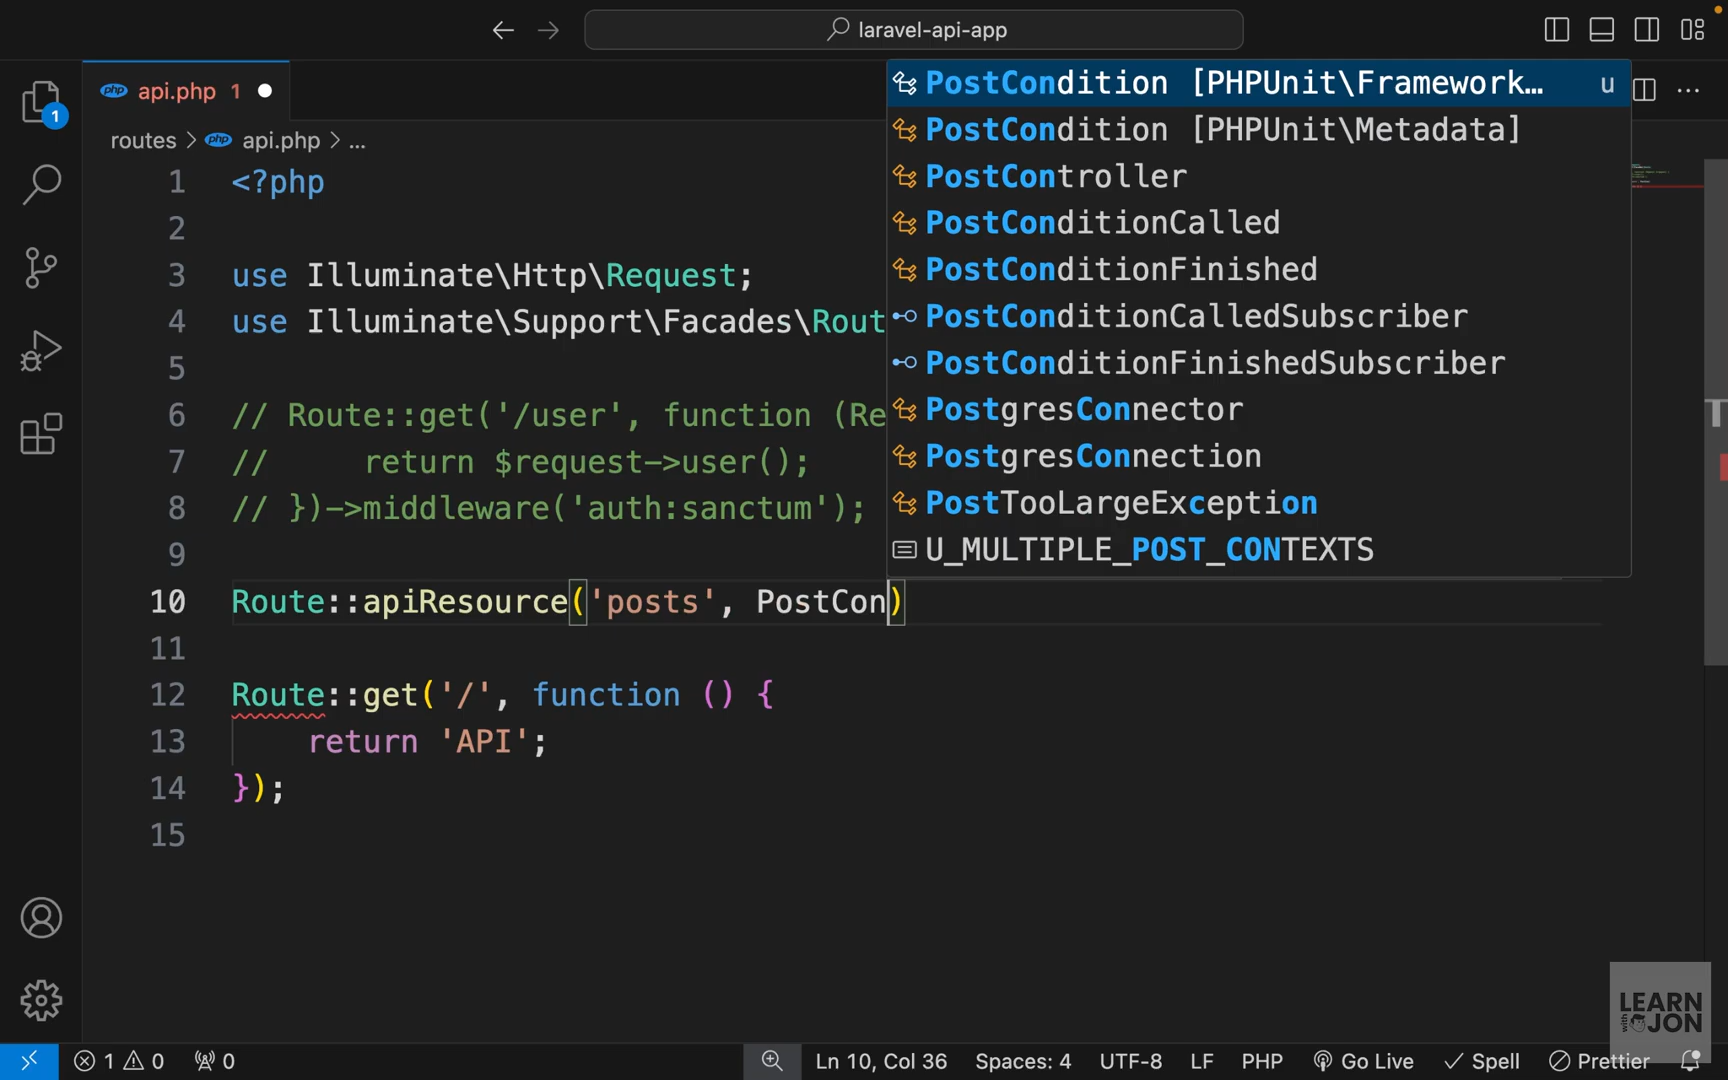 laravel-api-app
php api.php 1
1
routes > php api.php > ...
1 <?php
2
3 use Illuminate\Http\Request;
4 use Illuminate\Support\Facades\Rout
5
6 // Route::get('/user', function (Re
7 //     return $request->user();
8 // })->middleware('auth:sanctum');
9
10 Route::apiResource('posts', PostCon)
11
12 Route::get('/', function () {
13     return 'API';
14 });
15
PostCondition [PHPUnit\Framework… u
PostCondition [PHPUnit\Metadata]
PostController
PostConditionCalled
PostConditionFinished
PostConditionCalledSubscriber
PostConditionFinishedSubscriber
PostgresConnector
PostgresConnection
PostTooLargeException
U_MULTIPLE_POST_CONTEXTS
LEARN
with JON
1 0 0 Ln 10, Col 36 Spaces: 4 UTF-8 LF PHP Go Live Spell Prettier